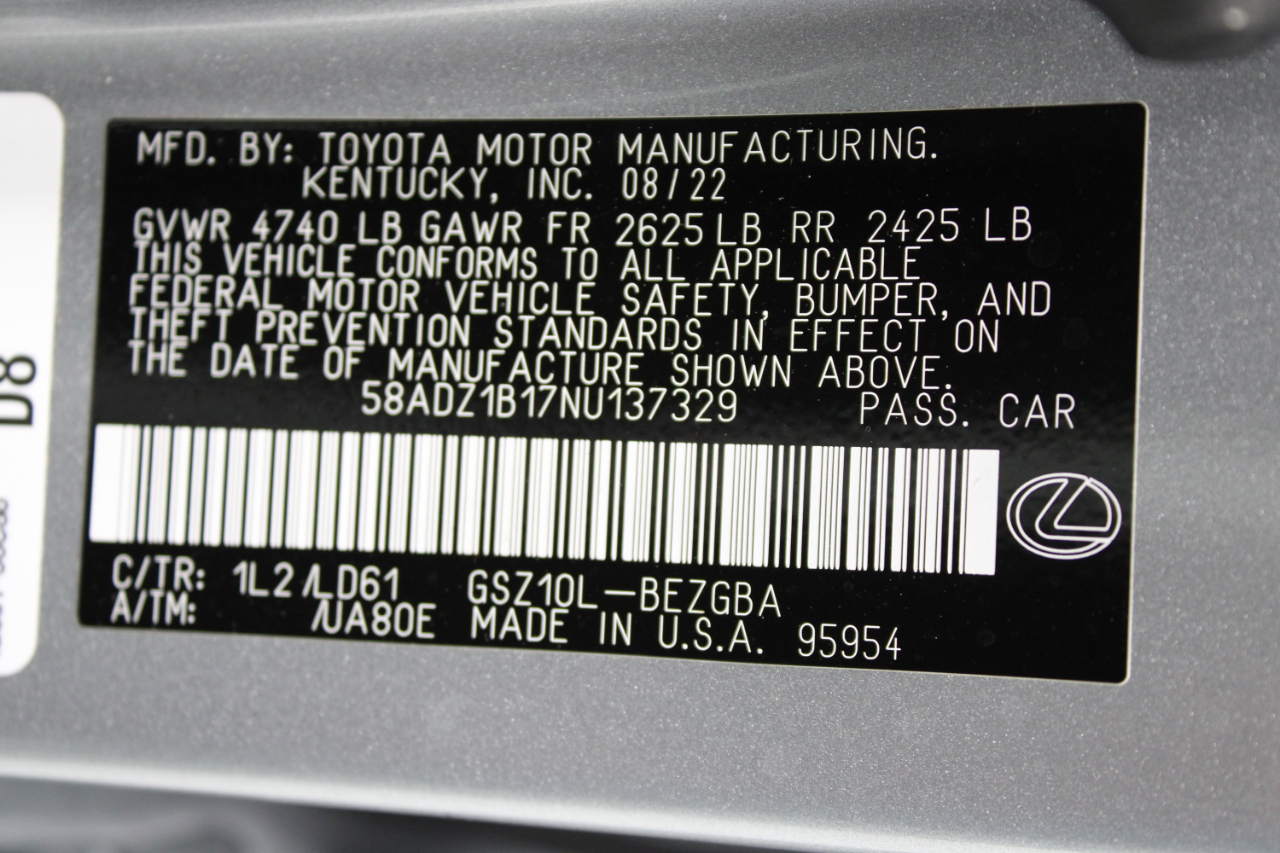 MFD. BY: TOYOTA MOTOR MANUFACTURING.
KENTUCKY, INC. 08/22
GVWR 4740 LB GAWR FR 2625 LB RR 2425 LB
THIS VEHICLE CONFORMS TO ALL APPLICABLE
FEDERAL MOTOR VEHICLE SAFETY, BUMPER, AND
THEFT PREVENTION STANDARDS IN EFFECT ON
THE DATE OF MANUFACTURE SHOWN ABOVE.
58ADZ1B17NU137329 PASS. CAR
C/TR: 1L2 /LD61 GSZ10L-BEZGBA
A/TM: /UA80E MADE IN U.S.A. 95954
D8